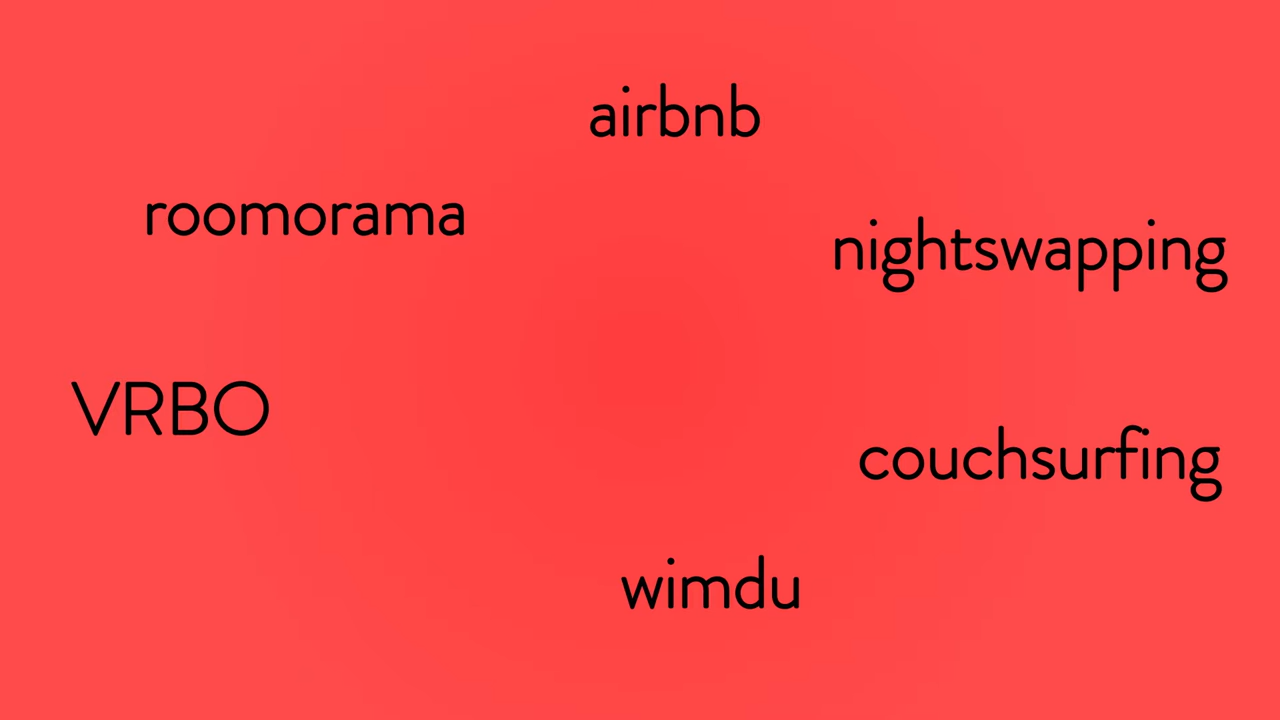 airbnb
roomorama
nightswapping
VRBO
couchsurfing
wimdu